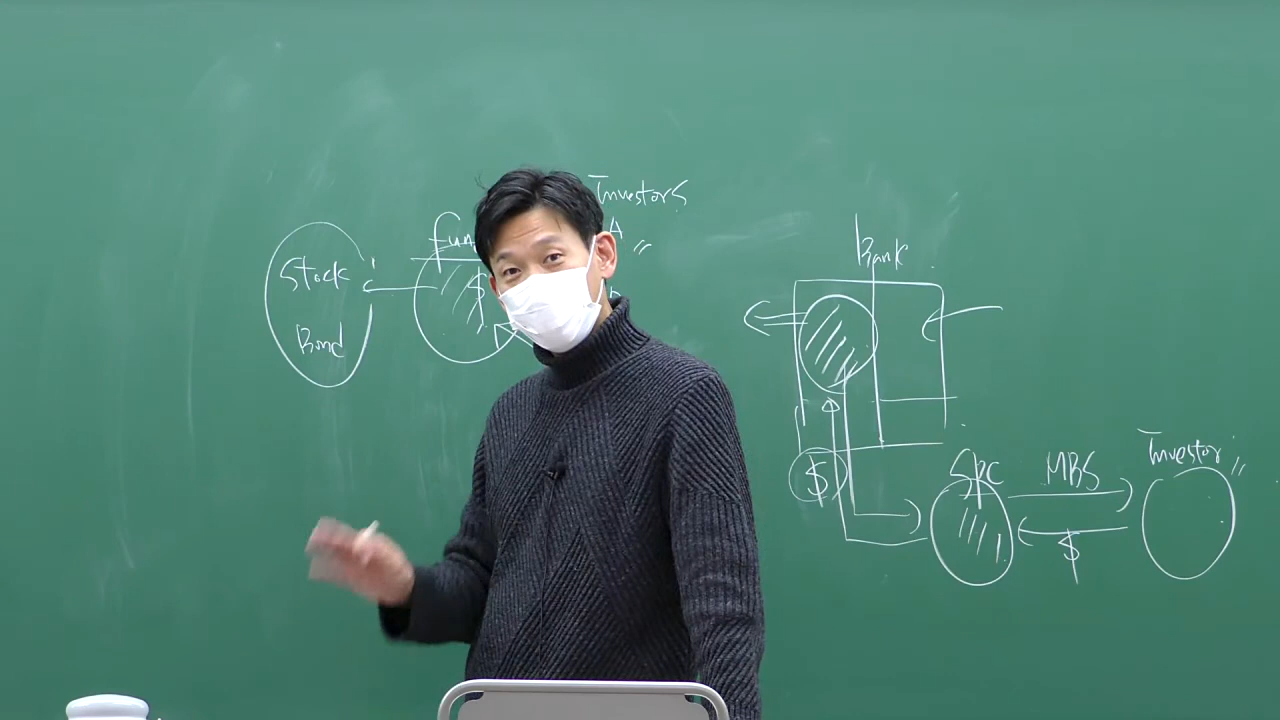 Investors
A
Stock
Bond
$
Bank
$
SPC
MBS
$
Investor